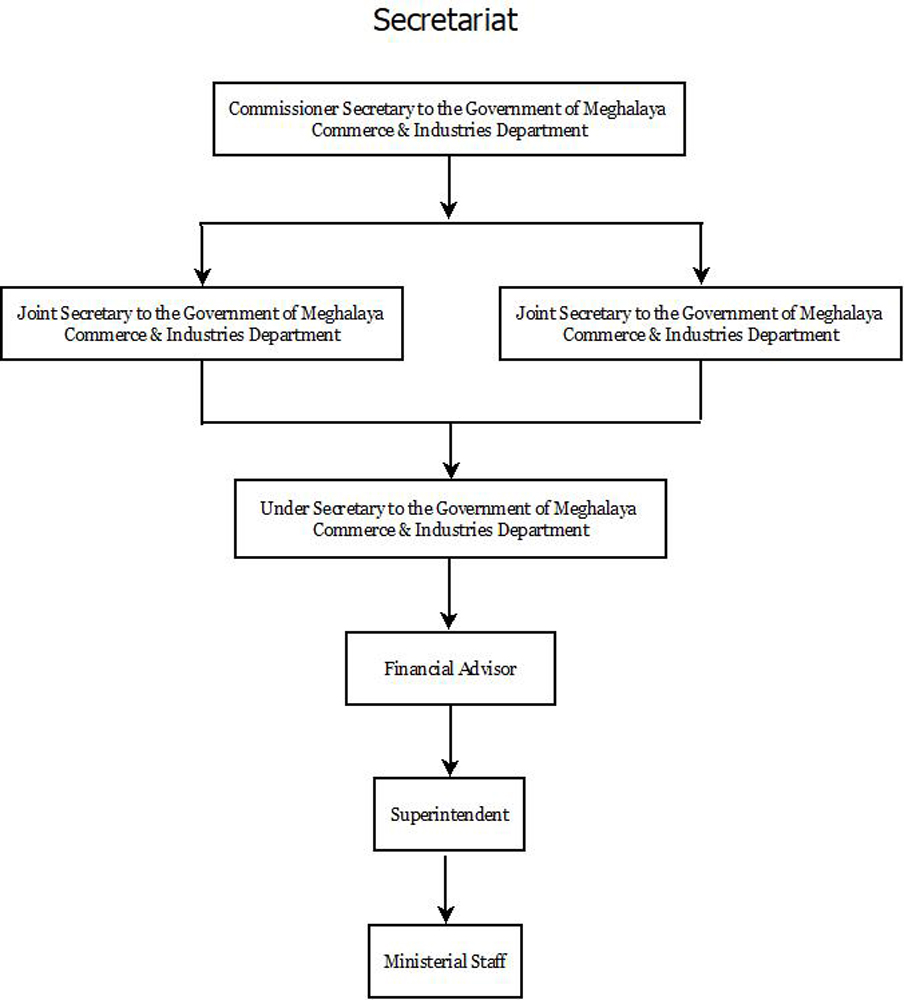 Secretariat
Commissioner Secretary to the Government of Meghalaya
Commerce & Industries Department
Joint Secretary to the Government of Meghalaya
Commerce & Industries Department
Joint Secretary to the Government of Meghalaya
Commerce & Industries Department
Under Secretary to the Government of Meghalaya
Commerce & Industries Department
Financial Advisor
Superintendent
Ministerial Staff